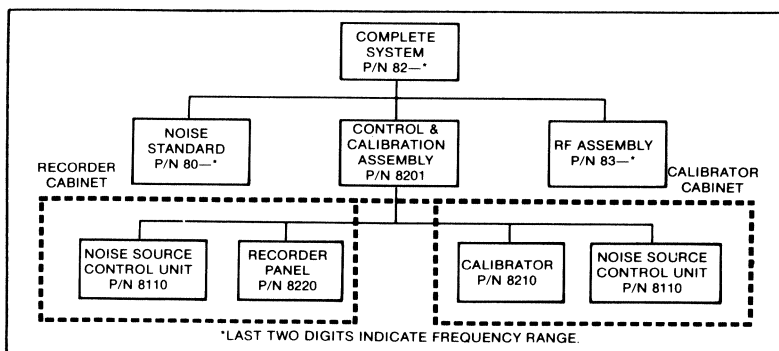 COMPLETE
SYSTEM
P/N 82—*
NOISE
STANDARD
P/N 80—*
CONTROL &
CALIBRATION
ASSEMBLY
P/N 8201
RF ASSEMBLY
P/N 83—*
RECORDER
CABINET
CALIBRATOR
CABINET
NOISE SOURCE
CONTROL UNIT
P/N 8110
RECORDER
PANEL
P/N 8220
CALIBRATOR
P/N 8210
NOISE SOURCE
CONTROL UNIT
P/N 8110
*LAST TWO DIGITS INDICATE FREQUENCY RANGE.